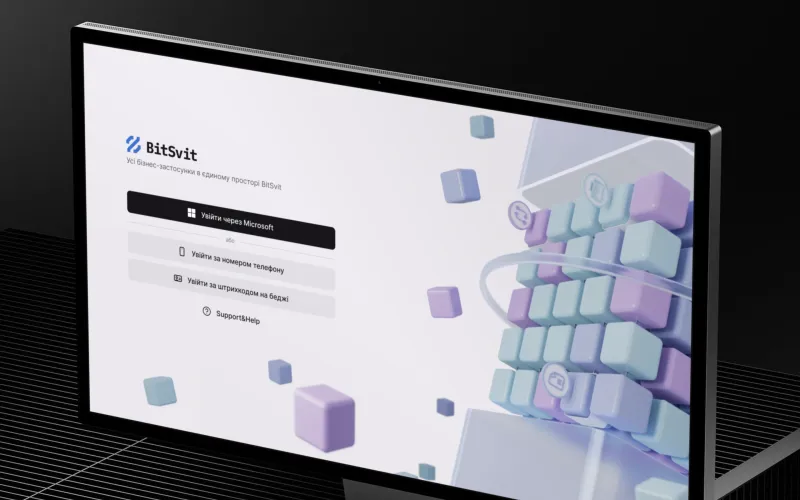 BitSvit
Усі бізнес-застосунки в єдиному просторі BitSvit
Увійти через Microsoft
або
Увійти за номером телефону
Увійти за штрихкодом на беджі
Support&Help